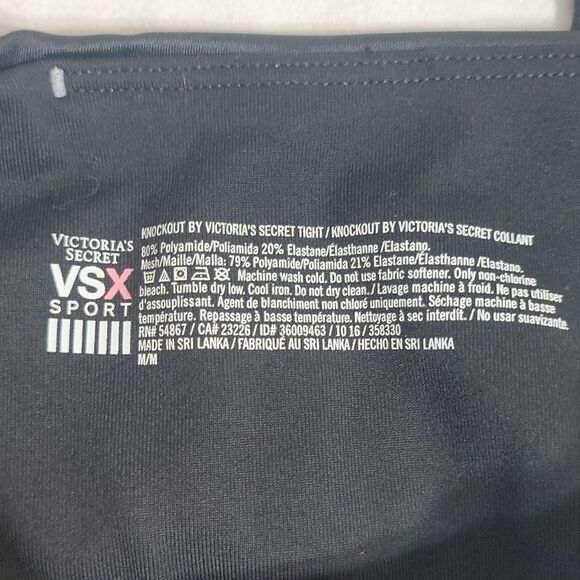 VICTORIA'S
SECRET
VSX
SPORT
KNOCKOUT BY VICTORIA'S SECRET TIGHT / KNOCKOUT BY VICTORIA'S SECRET COLLANT
80% Polyamide/Poliamida 20% Elastane/Élasthanne /Elastano.
Mesh/Maille/Malla: 79% Polyamide/Poliamida 21% Elastane/Élasthanne/Elastano.
Machine wash cold. Do not use fabric softener. Only non-chlorine
bleach. Tumble dry low. Cool iron. Do not dry clean. / Lavage machine à froid. Ne pas utiliser
d'assouplissant. Agent de blanchiment non chloré uniquement. Séchage machine à basse
température. Repassage à basse température. Nettoyage à sec interdit. / No usar suavizante.
RN# 54867 / CA# 23226 / ID# 36009463 / 10 16 / 358330
MADE IN SRI LANKA / FABRIQUÉ AU SRI LANKA / HECHO EN SRI LANKA
M/M